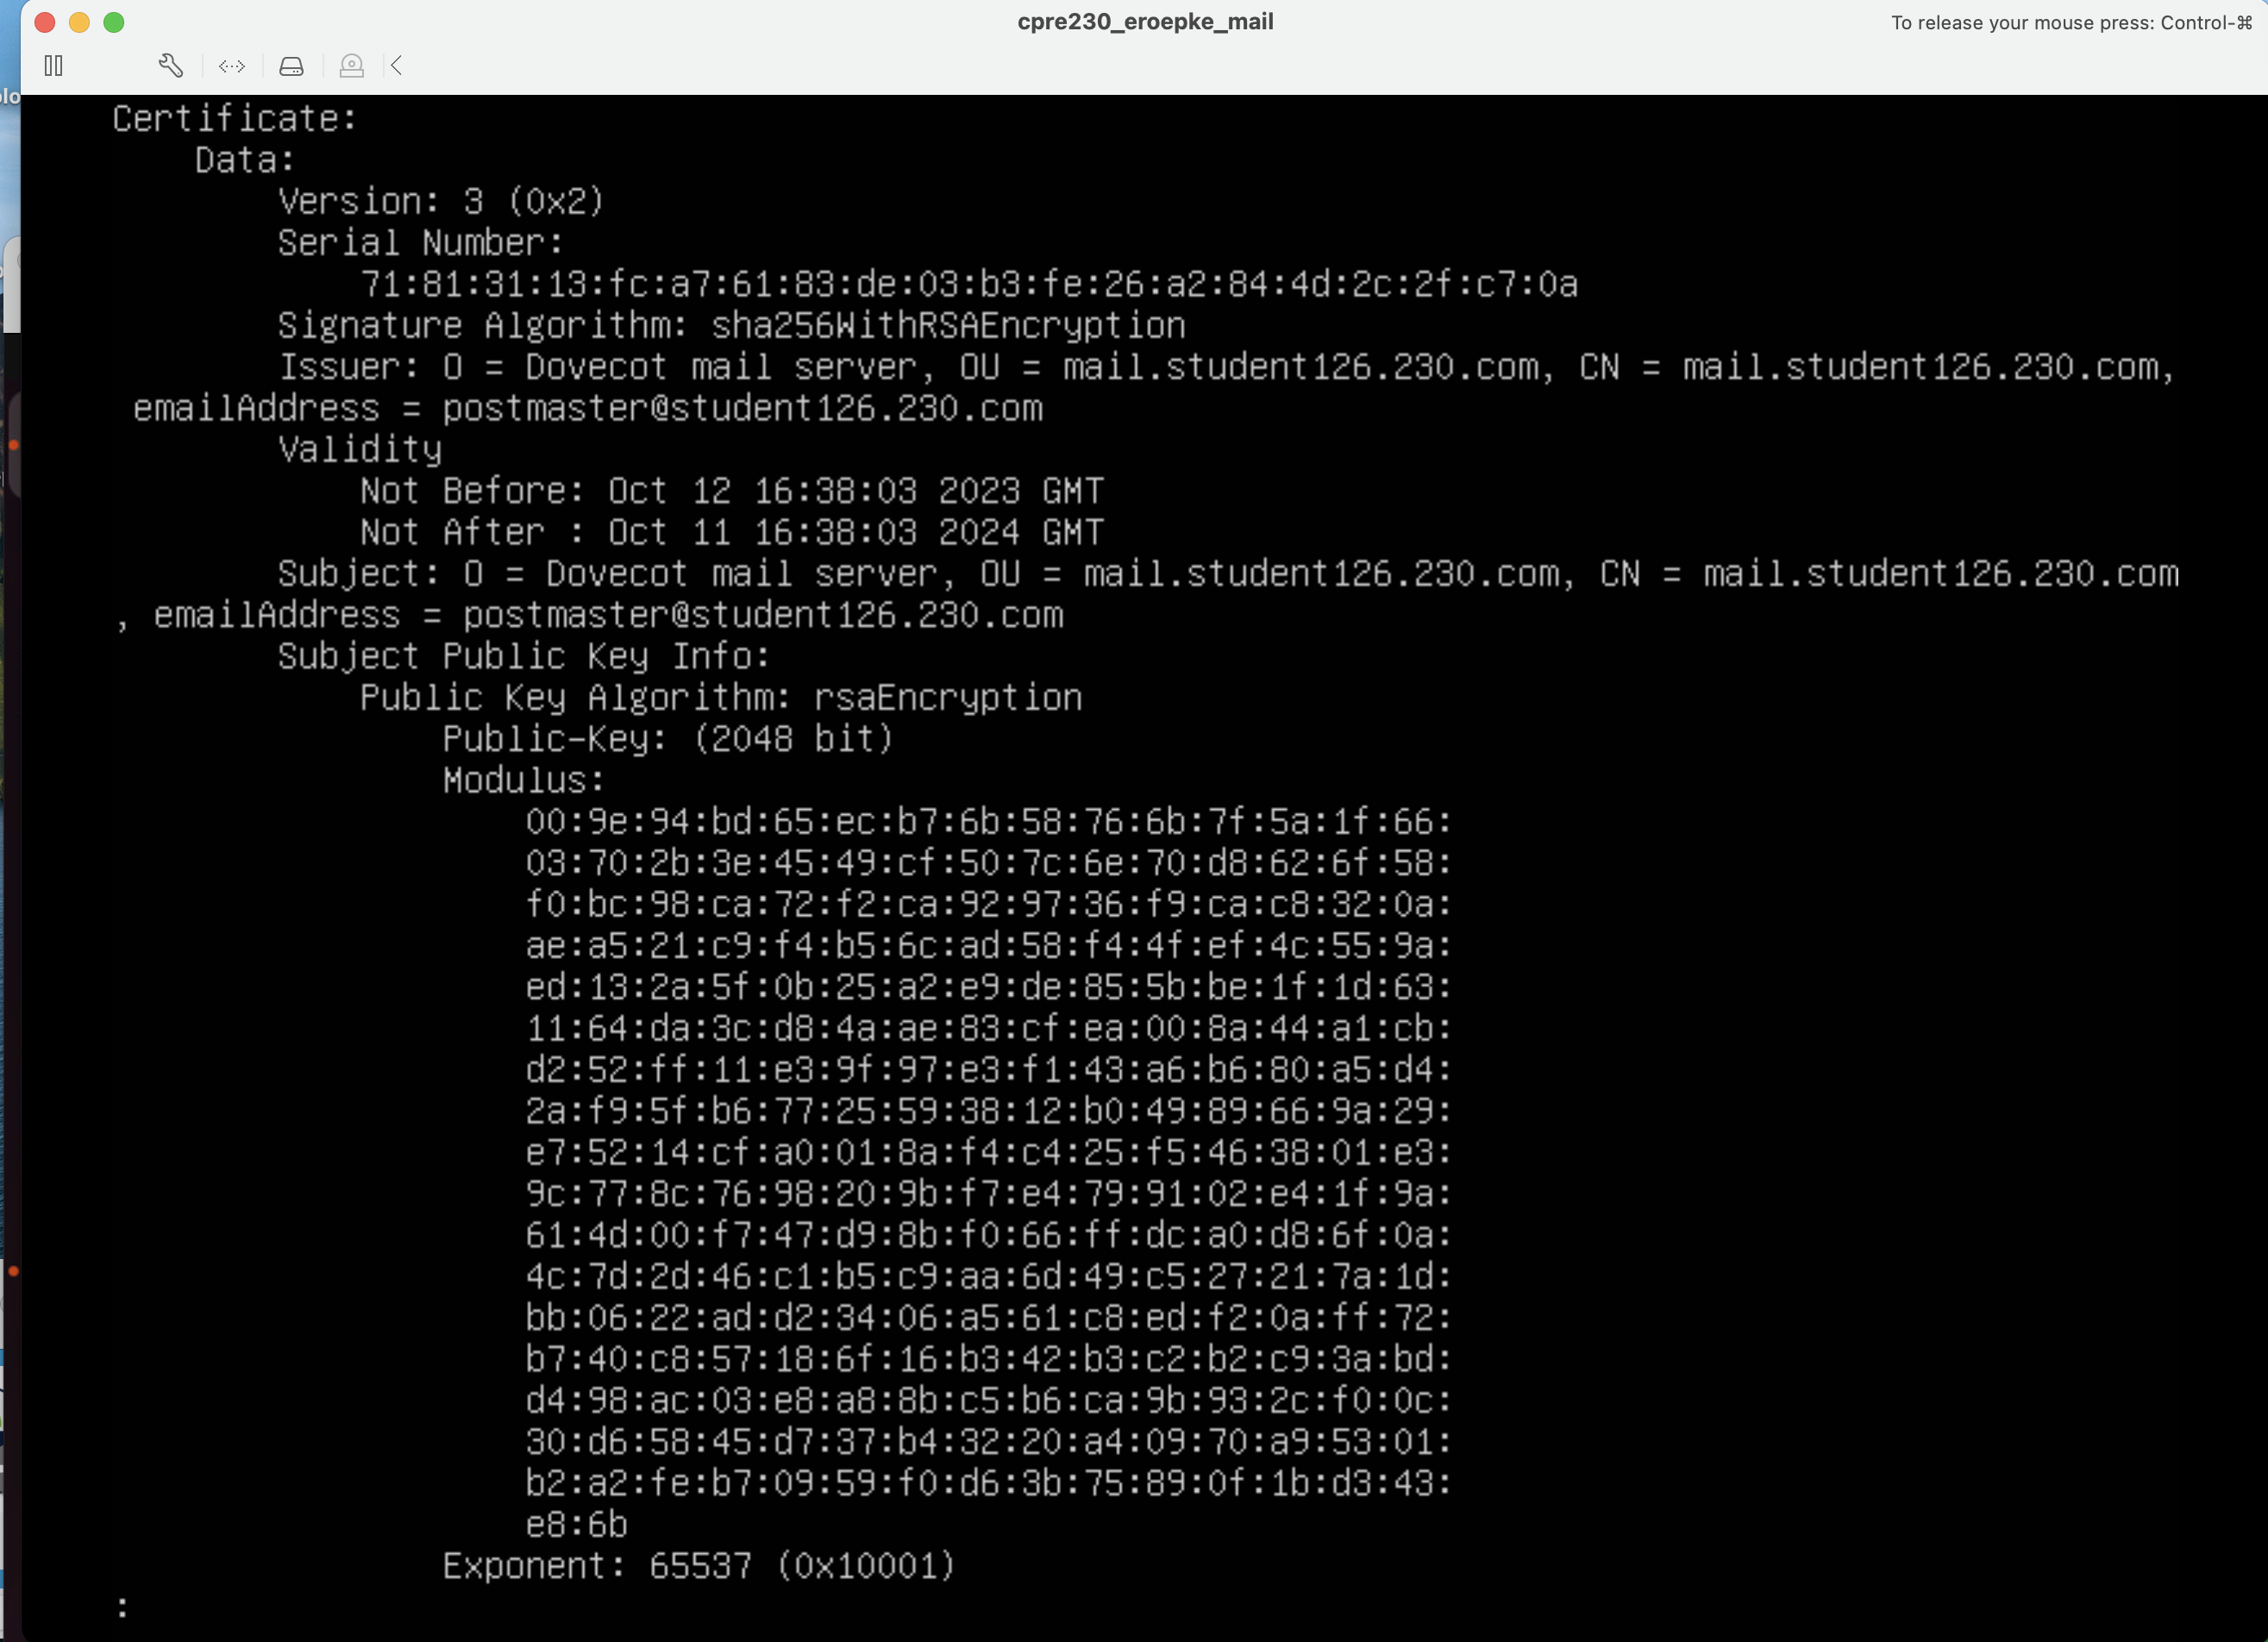 cpre230_eroepke_mail
To release your mouse press: Control-⌘
Certificate:
Data:
Version: 3 (0x2)
Serial Number:
71:81:31:13:fc:a7:61:83:de:03:b3:fe:26:a2:84:4d:2c:2f:c7:0a
Signature Algorithm: sha256WithRSAEncryption
Issuer: O = Dovecot mail server, OU = mail.student126.230.com, CN = mail.student126.230.com,
emailAddress = postmaster@student126.230.com
Validity
Not Before: Oct 12 16:38:03 2023 GMT
Not After : Oct 11 16:38:03 2024 GMT
Subject: O = Dovecot mail server, OU = mail.student126.230.com, CN = mail.student126.230.com
, emailAddress = postmaster@student126.230.com
Subject Public Key Info:
Public Key Algorithm: rsaEncryption
Public-Key: (2048 bit)
Modulus:
00:9e:94:bd:65:ec:b7:6b:58:76:6b:7f:5a:1f:66:
03:70:2b:3e:45:49:cf:50:7c:6e:70:d8:62:6f:58:
f0:bc:98:ca:72:f2:ca:92:97:36:f9:ca:c8:32:0a:
ae:a5:21:c9:f4:b5:6c:ad:58:f4:4f:ef:4c:55:9a:
ed:13:2a:5f:0b:25:a2:e9:de:85:5b:be:1f:1d:63:
11:64:da:3c:d8:4a:ae:83:cf:ea:00:8a:44:a1:cb:
d2:52:ff:11:e3:9f:97:e3:f1:43:a6:b6:80:a5:d4:
2a:f9:5f:b6:77:25:59:38:12:b0:49:89:66:9a:29:
e7:52:14:cf:a0:01:8a:f4:c4:25:f5:46:38:01:e3:
9c:77:8c:76:98:20:9b:f7:e4:79:91:02:e4:1f:9a:
61:4d:00:f7:47:d9:8b:f0:66:ff:dc:a0:d8:6f:0a:
4c:7d:2d:46:c1:b5:c9:aa:6d:49:c5:27:21:7a:1d:
bb:06:22:ad:d2:34:06:a5:61:c8:ed:f2:0a:ff:72:
b7:40:c8:57:18:6f:16:b3:42:b3:c2:b2:c9:3a:bd:
d4:98:ac:03:e8:a8:8b:c5:b6:ca:9b:93:2c:f0:0c:
30:d6:58:45:d7:37:b4:32:20:a4:09:70:a9:53:01:
b2:a2:fe:b7:09:59:f0:d6:3b:75:89:0f:1b:d3:43:
e8:6b
Exponent: 65537 (0x10001)
: